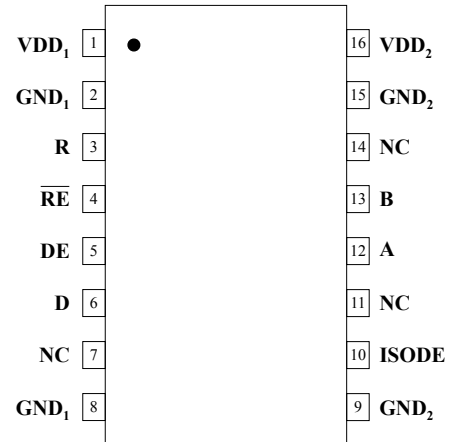 VDD₁ 1 16 VDD₂
GND₁ 2 15 GND₂
R 3 14 NC
R̅E̅ 4 13 B
DE 5 12 A
D 6 11 NC
NC 7 10 ISODE
GND₁ 8 9 GND₂